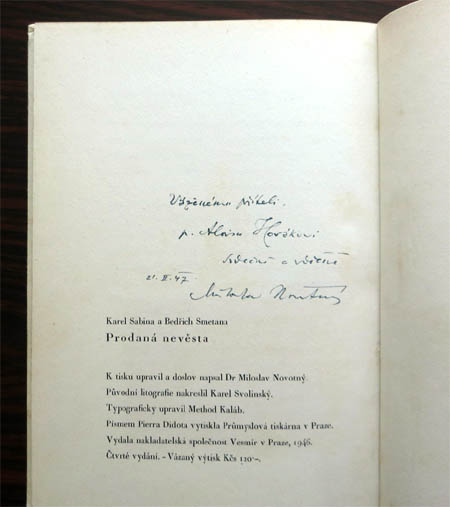 Váženému příteli
p. Aloisu Horákovi
srdečně a vděčně
21. II. 47.
Miloslav Novotný
Karel Sabina a Bedřich Smetana
Prodaná nevěsta
K tisku upravil a doslov napsal Dr Miloslav Novotný.
Původní litografie nakreslil Karel Svolinský.
Typograficky upravil Method Kaláb.
Písmem Pierra Didota vytiskla Průmyslová tiskárna v Praze.
Vydala nakladatelská společnost Vesmír v Praze, 1946.
Čtvrté vydání. – Vázaný výtisk Kčs 120·–.